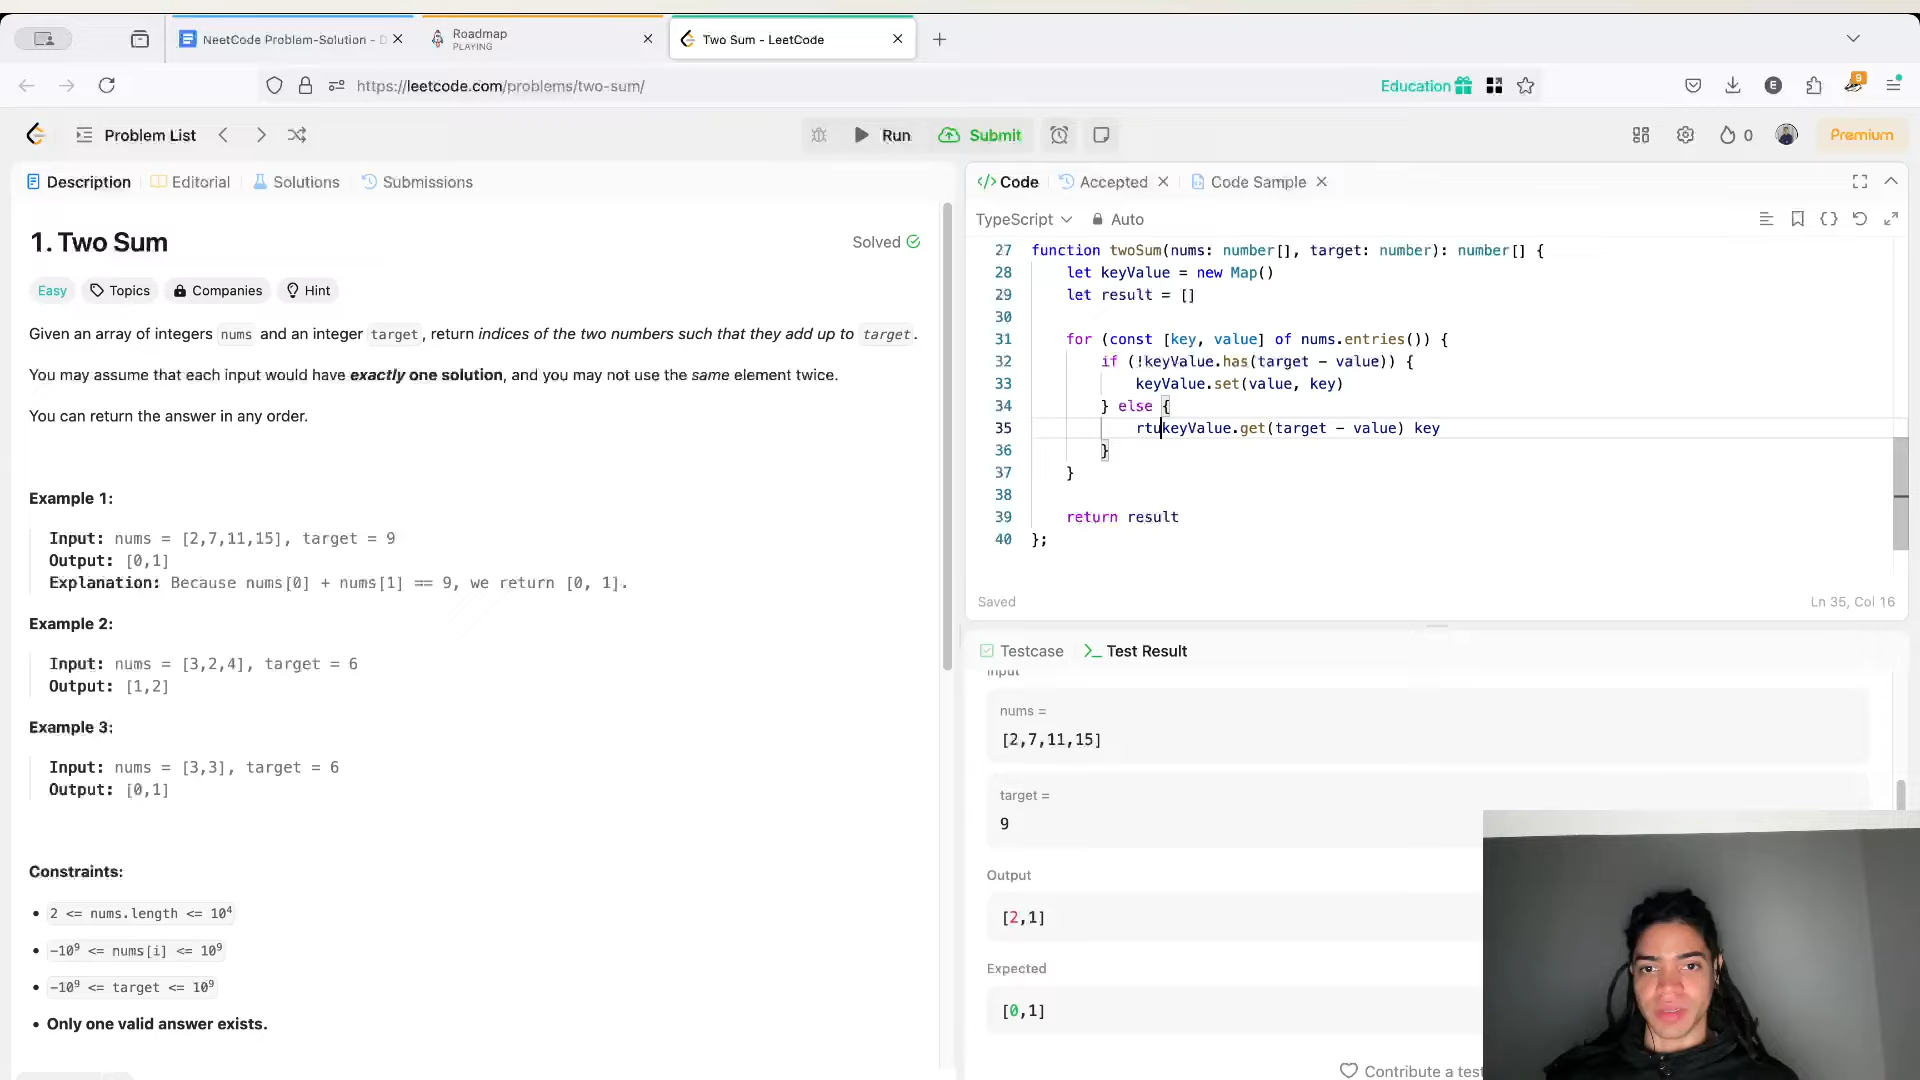 NeetCode Problem-Solution - D
Roadmap
PLAYING
Two Sum - LeetCode
https://leetcode.com/problems/two-sum/
Education
E
9
Problem List
Run
Submit
0
Premium
Description
Editorial
Solutions
Submissions
1. Two Sum
Solved
Easy
Topics
Companies
Hint
Given an array of integers nums and an integer target, return indices of the two numbers such that they add up to target.
You may assume that each input would have exactly one solution, and you may not use the same element twice.
You can return the answer in any order.
Example 1:
Input: nums = [2,7,11,15], target = 9
Output: [0,1]
Explanation: Because nums[0] + nums[1] == 9, we return [0, 1].
Example 2:
Input: nums = [3,2,4], target = 6
Output: [1,2]
Example 3:
Input: nums = [3,3], target = 6
Output: [0,1]
Constraints:
• 2 <= nums.length <= 10⁴
• -10⁹ <= nums[i] <= 10⁹
• -10⁹ <= target <= 10⁹
• Only one valid answer exists.
</> Code
Accepted
Code Sample
TypeScript
Auto
27 function twoSum(nums: number[], target: number): number[] {
28 let keyValue = new Map()
29 let result = []
30
31 for (const [key, value] of nums.entries()) {
32 if (!keyValue.has(target - value)) {
33 keyValue.set(value, key)
34 } else {
35 rtukeyValue.get(target - value) key
36 }
37 }
38
39 return result
40 };
Saved
Ln 35, Col 16
Testcase
>_ Test Result
Input
nums =
[2,7,11,15]
target =
9
Output
[2,1]
Expected
[0,1]
Contribute a test